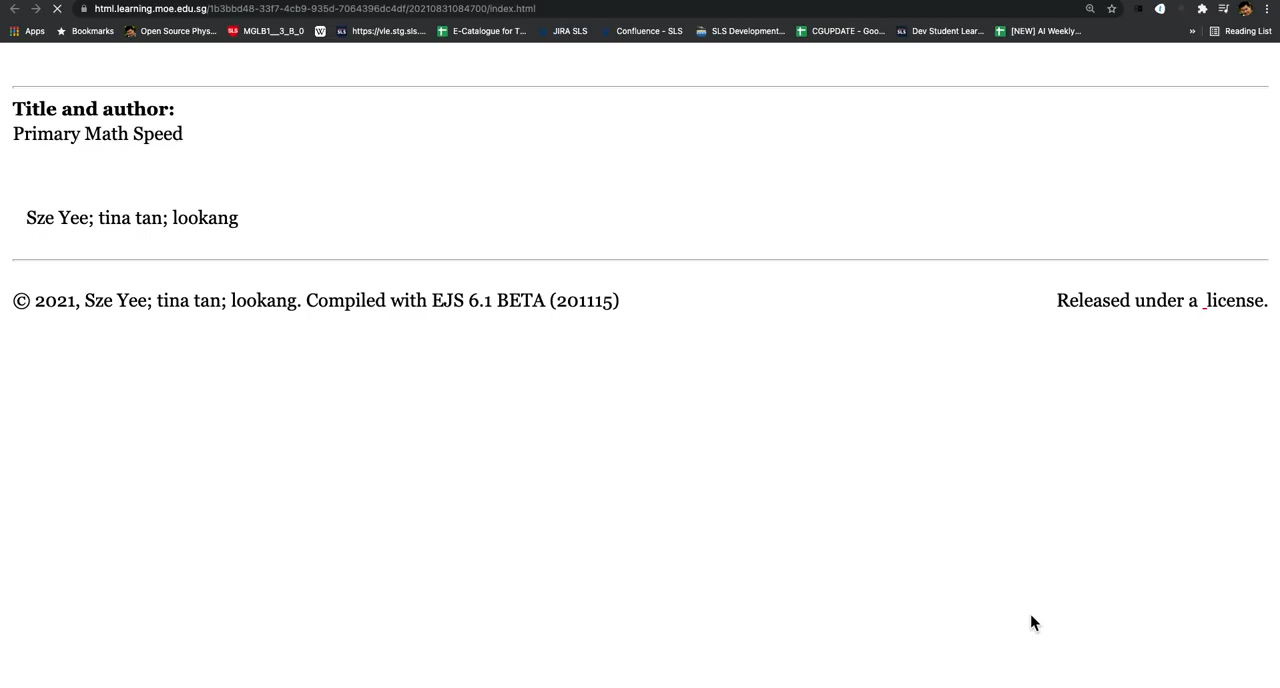 html.learning.moe.edu.sg/1b3bbd48-33f7-4cb9-935d-7064396dc4df/20210831084700/index.html
Apps Bookmarks Open Source Phys... SLS MGLB1__3_B_0 W SLS https://vle.stg.sls.... E-Catalogue for T... JIRA SLS Confluence - SLS SLS Development... CGUPDATE - Goo... SLS Dev Student Lear... [NEW] AI Weekly... » Reading List
Title and author:
Primary Math Speed
Sze Yee; tina tan; lookang
© 2021, Sze Yee; tina tan; lookang. Compiled with EJS 6.1 BETA (201115) Released under a license.